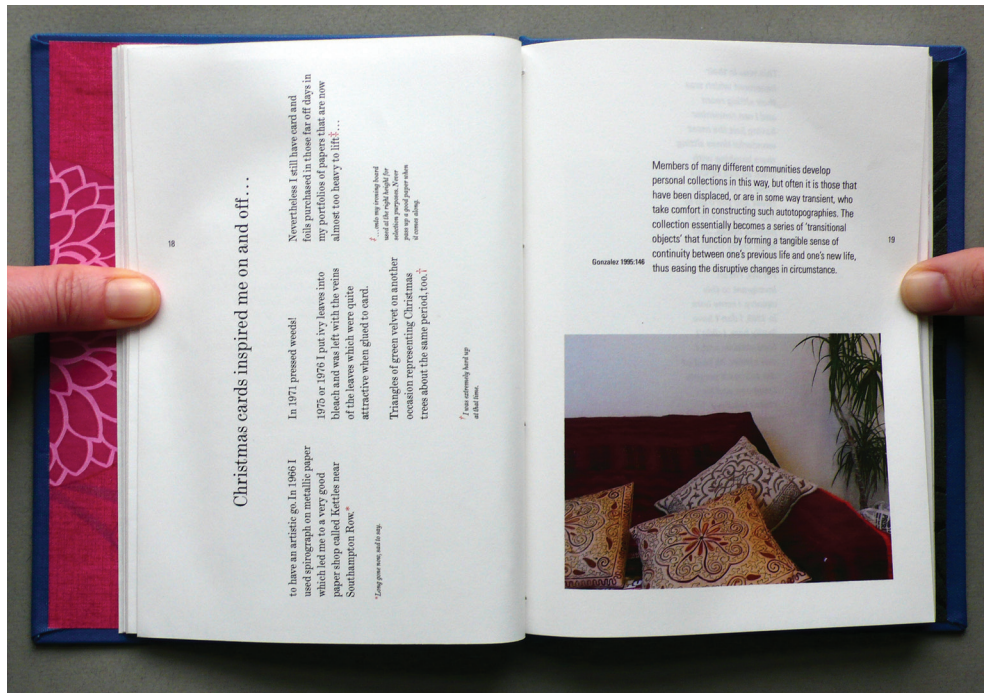 18
Christmas cards inspired me on and off…
to have an artistic go. In 1966 I
used spirograph on metallic paper
which led me to a very good
paper shop called Kettles near
Southampton Row.*
*Long gone now, sad to say.
In 1971 pressed weeds!
1975 or 1976 I put ivy leaves into
bleach and was left with the veins
of the leaves which were quite
attractive when glued to card.
Triangles of green velvet on another
occasion representing Christmas
trees about the same period, too.†
†I was extremely hard up
at that time.
Nevertheless I still have card and
foils purchased in those far off days in
my portfolios of papers that are now
almost too heavy to lift‡…
‡…onto my ironing board
used at the right height for
selection purposes. Never
pass up a good paper when
it comes along.
Members of many different communities develop
personal collections in this way, but often it is those that
have been displaced, or are in some way transient, who
take comfort in constructing such autotopographies. The
collection essentially becomes a series of ‘transitional
objects’ that function by forming a tangible sense of
continuity between one’s previous life and one’s new life,
thus easing the disruptive changes in circumstance.
Gonzalez 1995:146
19